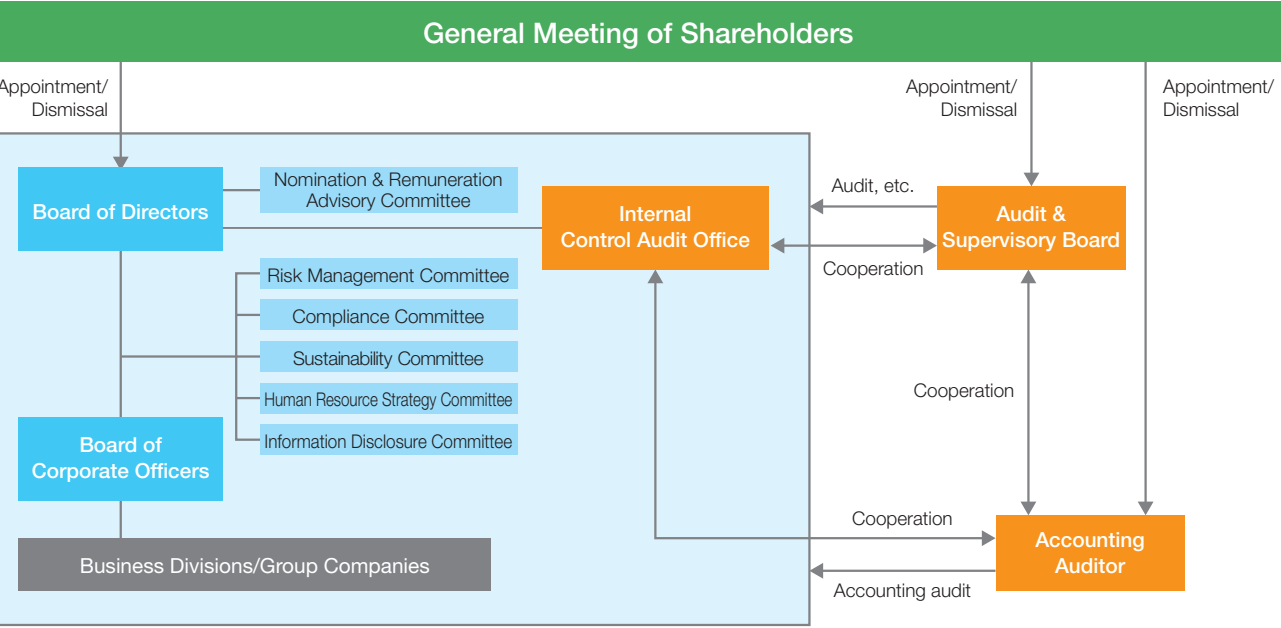 General Meeting of Shareholders
Appointment/
Dismissal
Appointment/
Dismissal
Appointment/
Dismissal
Board of Directors
Nomination & Remuneration
Advisory Committee
Internal
Control Audit Office
Audit, etc.
Audit &
Supervisory Board
Cooperation
Risk Management Committee
Compliance Committee
Sustainability Committee
Human Resource Strategy Committee
Information Disclosure Committee
Cooperation
Board of
Corporate Officers
Business Divisions/Group Companies
Cooperation
Accounting
Auditor
Accounting audit